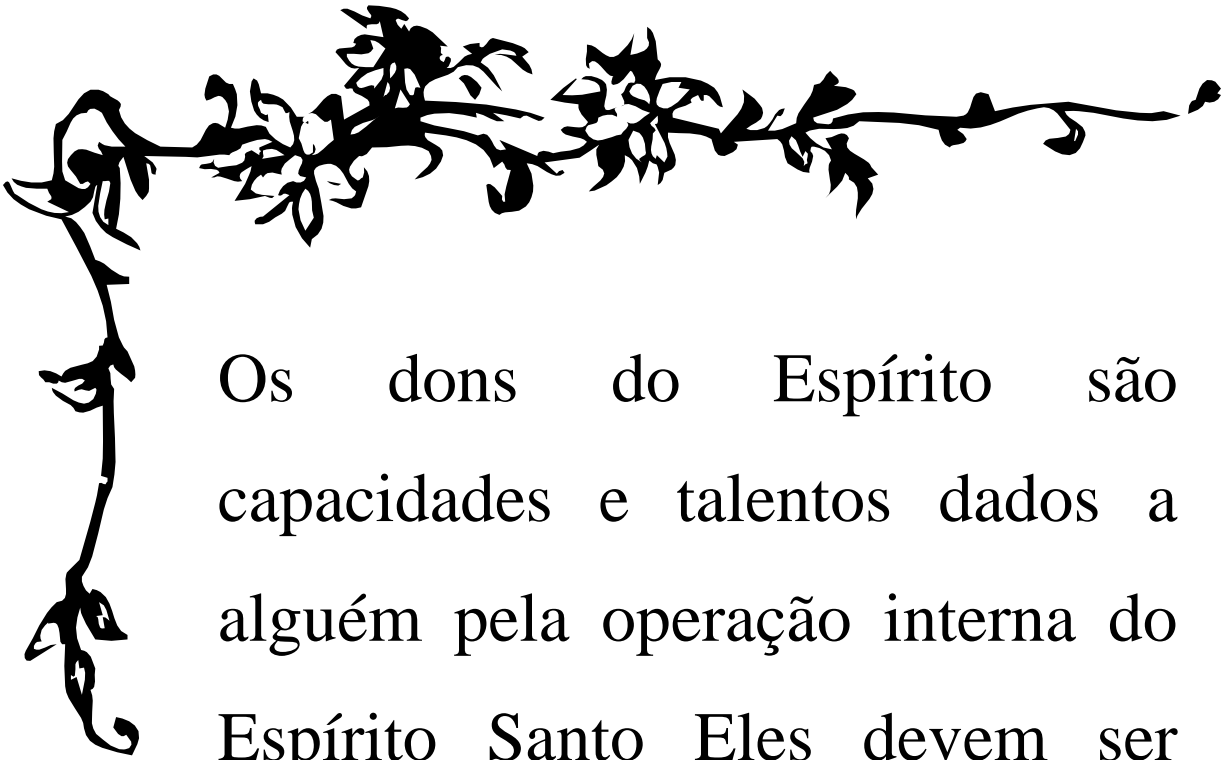 Os dons do Espírito são
capacidades e talentos dados a
alguém pela operação interna do
Espírito Santo Eles devem ser